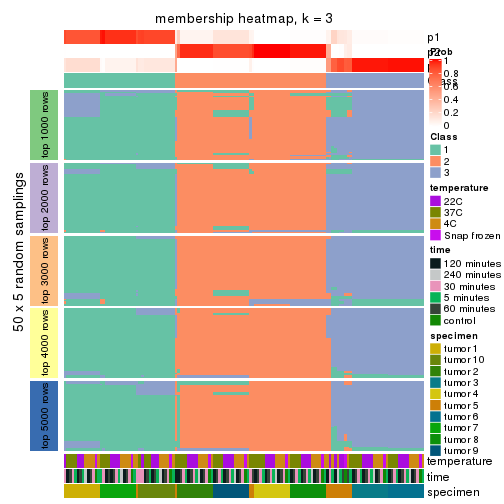 membership heatmap, k = 3
p1
p2
Prob
1
0.8
0.6
0.4
0.2
0
Class
1
2
3
temperature
22C
37C
4C
Snap frozen
time
120 minutes
240 minutes
30 minutes
5 minutes
60 minutes
control
specimen
tumor 1
tumor 10
tumor 2
tumor 3
tumor 4
tumor 5
tumor 6
tumor 7
tumor 8
tumor 9
50 x 5 random samplings
top 1000 rows
top 2000 rows
top 3000 rows
top 4000 rows
top 5000 rows
temperature
time
specimen